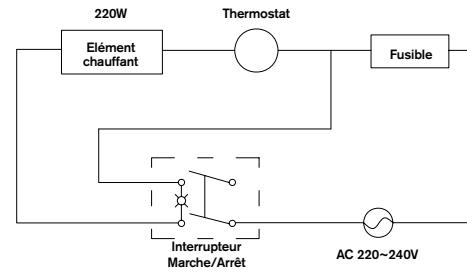 220W
Elément
chauffant
Thermostat
Fusible
Interrupteur
Marche/Arrêt
AC 220~240V